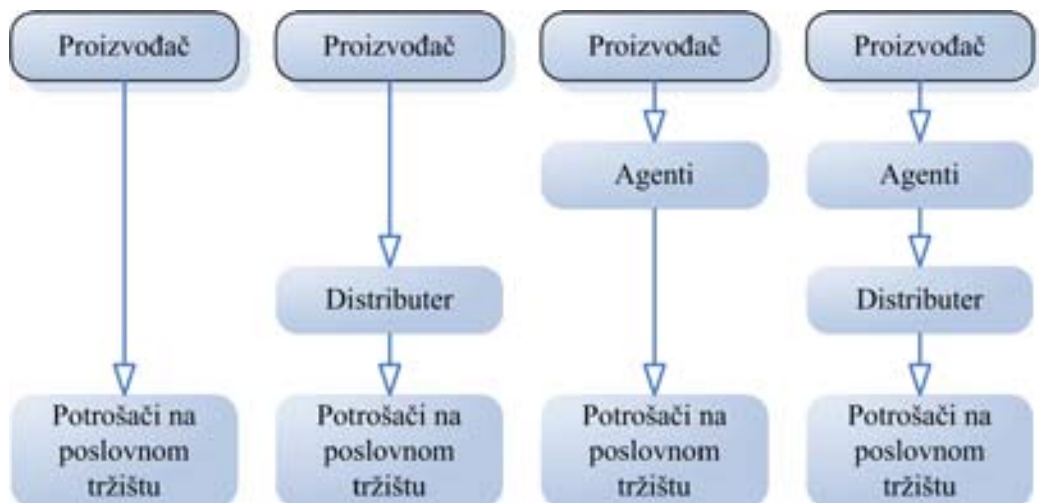 Proizvođač
Proizvođač
Proizvođač
Proizvođač
Agenti
Agenti
Distributer
Distributer
Potrošači na
poslovnom
tržištu
Potrošači na
poslovnom
tržištu
Potrošači na
poslovnom
tržištu
Potrošači na
poslovnom
tržištu